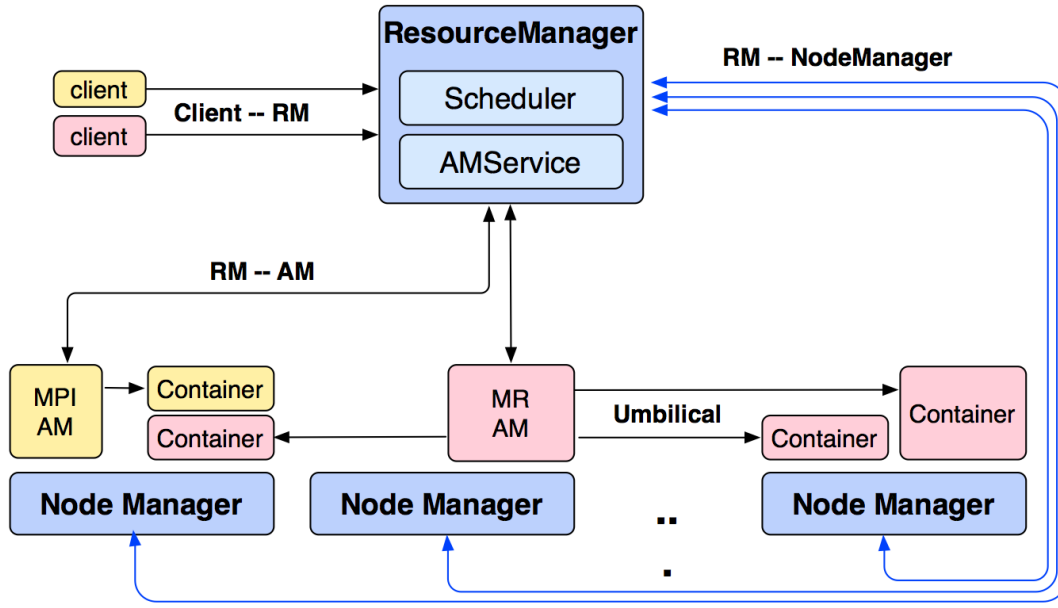 ResourceManager
RM -- NodeManager
client
Scheduler
Client -- RM
client
AMService
RM -- AM
MPI
AM
Container
Container
MR
AM
Umbilical
Container
Container
Node Manager
Node Manager
..
.
Node Manager